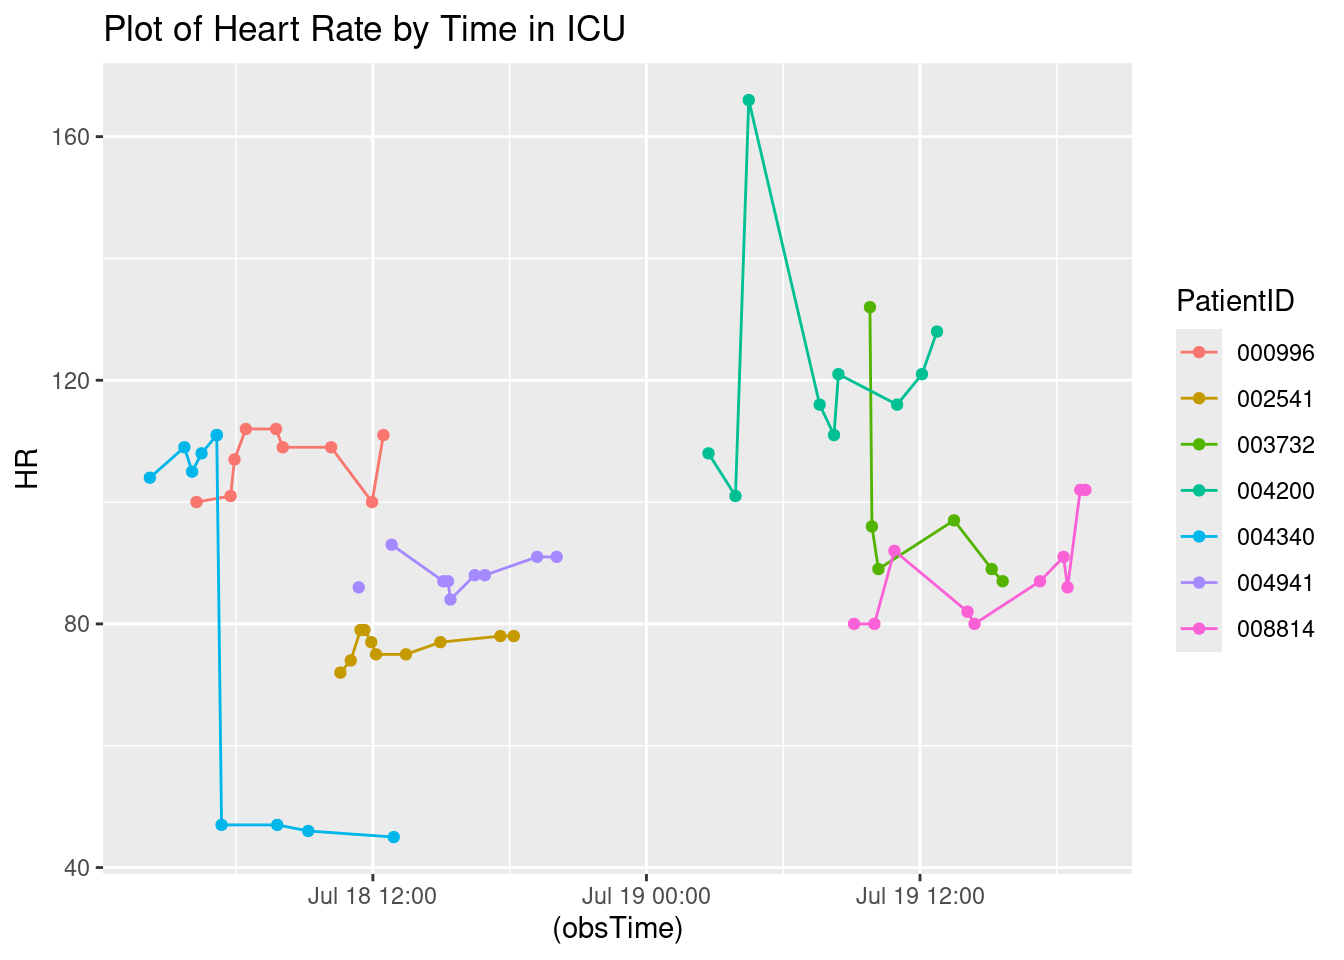 Plot of Heart Rate by Time in ICU
160
120
80
40
HR
Jul 18 12:00
Jul 19 00:00
Jul 19 12:00
(obsTime)
PatientID
000996
002541
003732
004200
004340
004941
008814